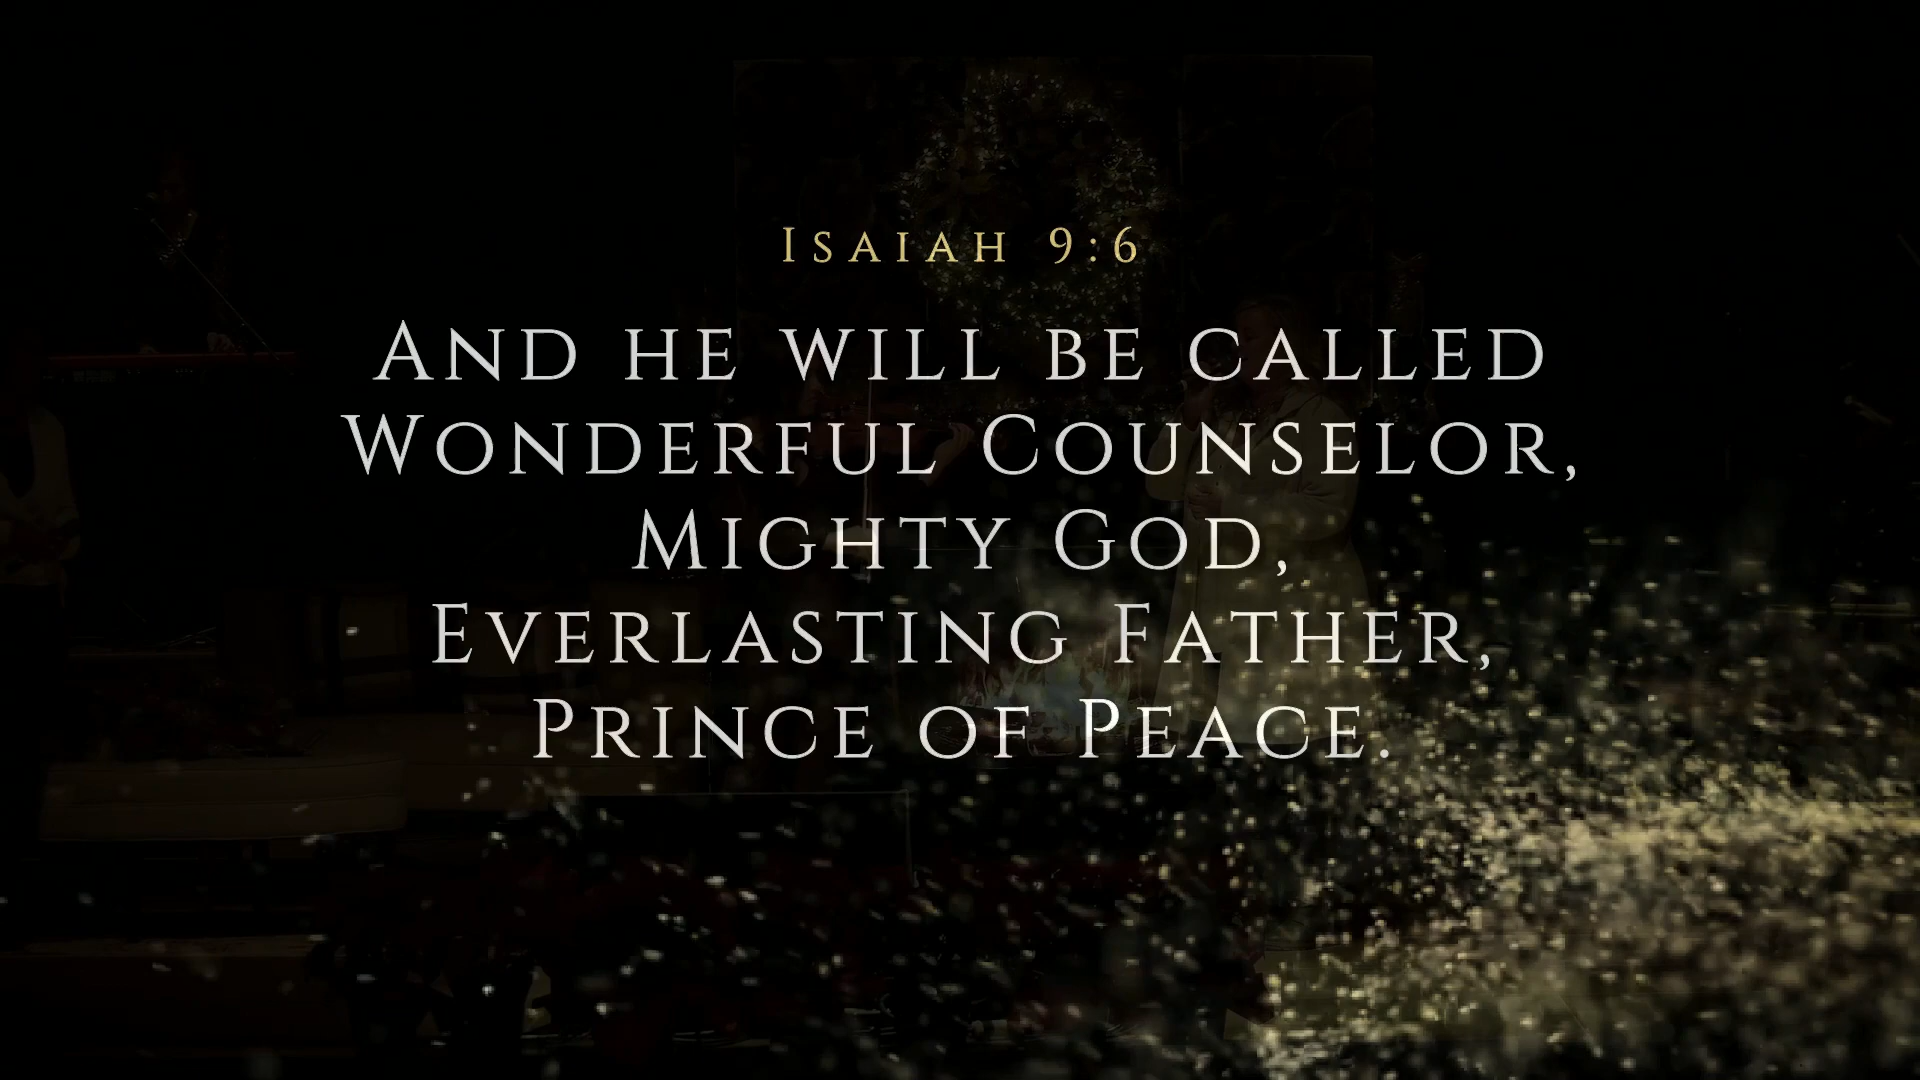 Isaiah 9:6
And he will be called
Wonderful Counselor,
Mighty God,
Everlasting Father,
Prince of Peace.